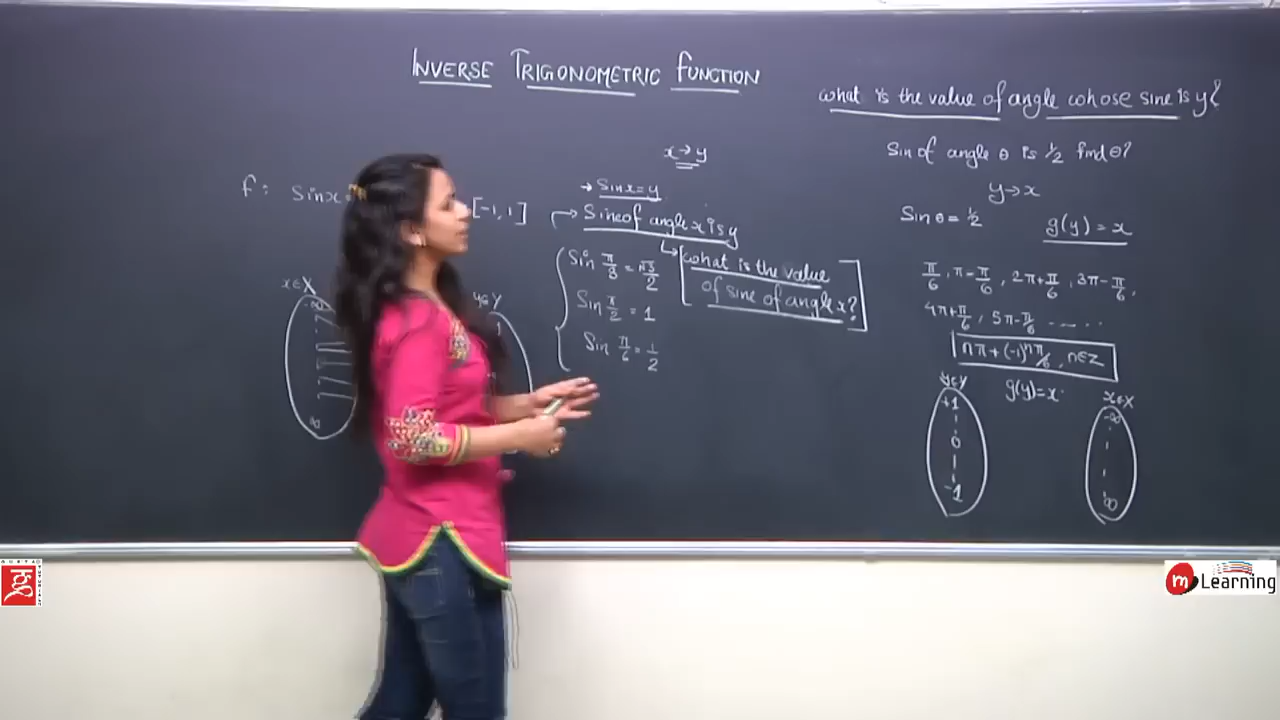 INVERSE TRIGONOMETRIC FUNCTION
what is the value of angle whose sine is y?
x → y
Sin of angle θ is 1/2 find θ?
y → x
f: Sinx=
[-1, 1]
→ Sinx = y
Sin θ = 1/2
g(y) = x
→ Sine of angle x is y
Sin π/3 = √3/2
what is the value
of sine of angle x?
Sin π/2 = 1
Sin π/6 = 1/2
π/6, π-π/6, 2π+π/6, 3π-π/6,
4π+π/6, 5π-π/6 .....
nπ+(-1)ⁿπ/6, n∈Z
x∈X
-∞
∞
y∈Y
y∈Y
+1
0
-1
g(y)=x
x∈X
-∞
∞
GUPTA TUTORIALS
g
m Learning